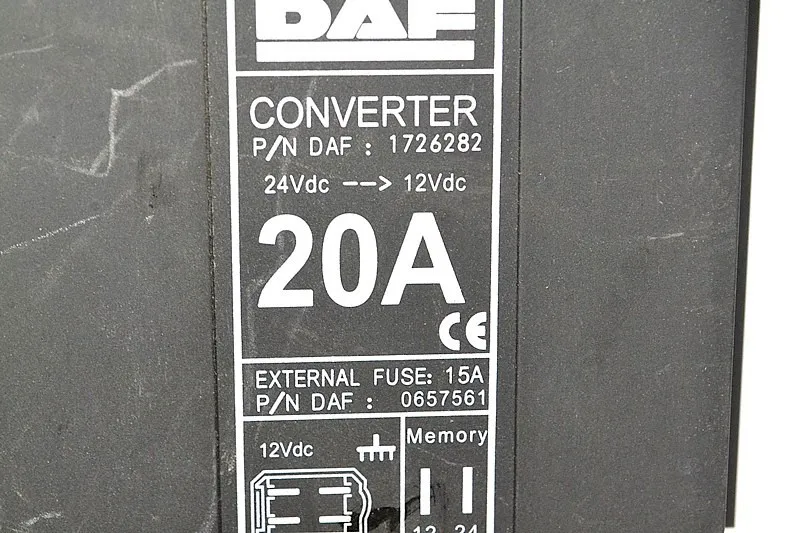 DAF
CONVERTER
P/N DAF : 1726282
24Vdc --> 12Vdc
20A
CE
EXTERNAL FUSE: 15A
P/N DAF : 0657561
12Vdc
Memory
12 24